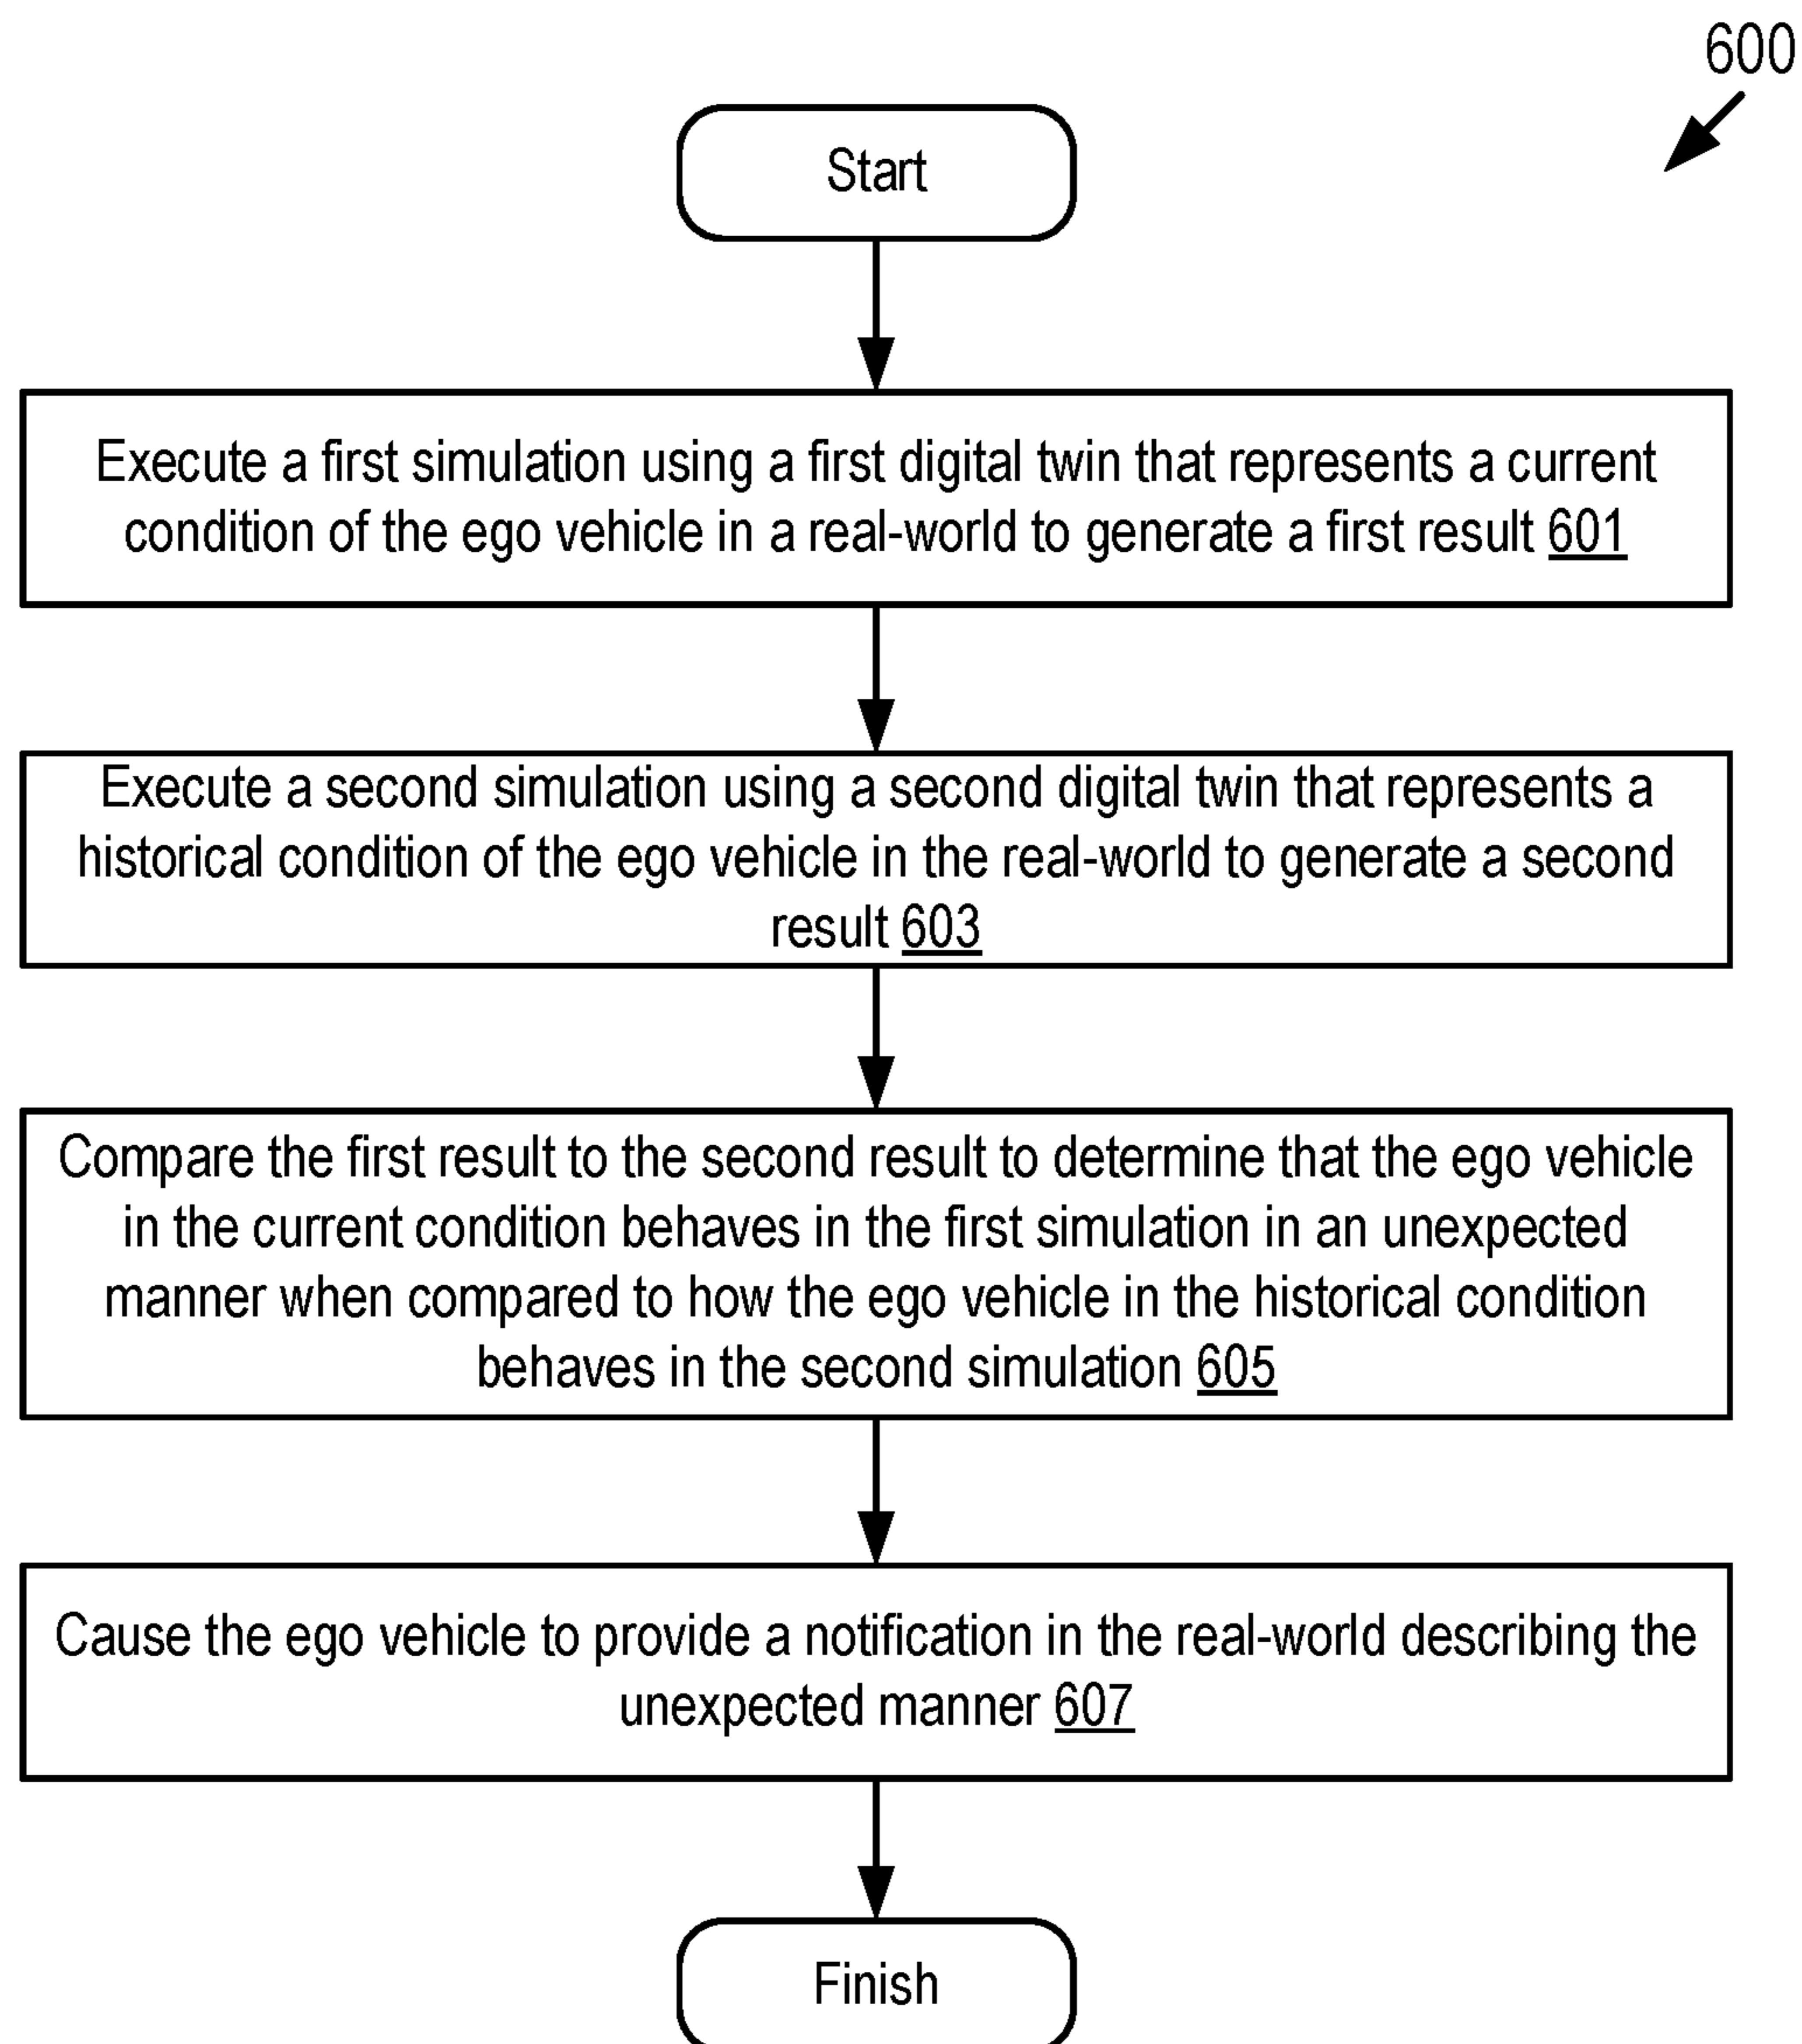 600
Start
Execute a first simulation using a first digital twin that represents a current
condition of the ego vehicle in a real-world to generate a first result 601
Execute a second simulation using a second digital twin that represents a
historical condition of the ego vehicle in the real-world to generate a second
result 603
Compare the first result to the second result to determine that the ego vehicle
in the current condition behaves in the first simulation in an unexpected
manner when compared to how the ego vehicle in the historical condition
behaves in the second simulation 605
Cause the ego vehicle to provide a notification in the real-world describing the
unexpected manner 607
Finish